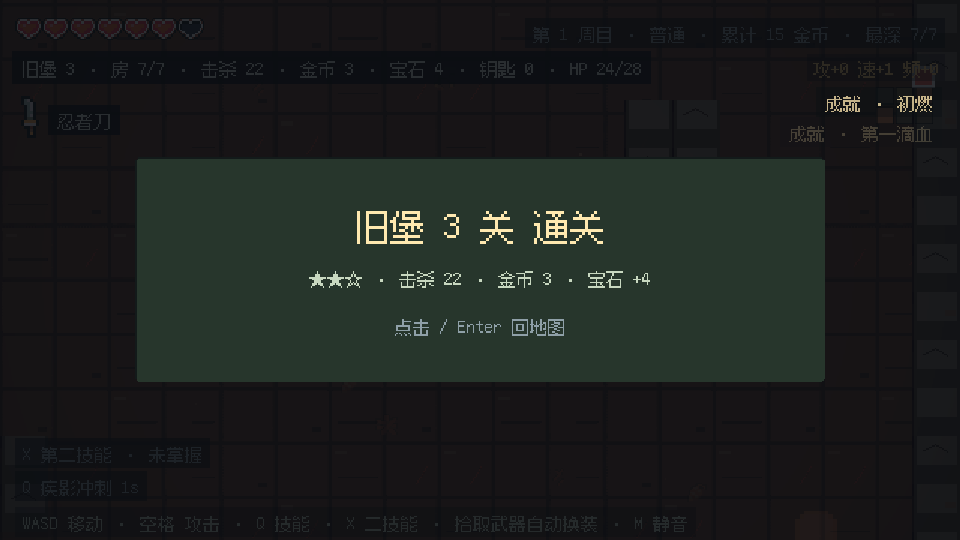 第 1 周目 · 普通 · 累计 15 金币 · 最深 7/7
旧堡 3 · 房 7/7 · 击杀 22 · 金币 3 · 宝石 4 · 钥匙 0 · HP 24/28
攻+0 速+1 频+0
成就 · 初燃
忍者刀
成就 · 第一滴血
旧堡 3 关 通关
★★☆ · 击杀 22 · 金币 3 · 宝石 +4
点击 / Enter 回地图
X 第二技能 · 未掌握
Q 疾影冲刺 1s
WASD 移动 · 空格 攻击 · Q 技能 · X 二技能 · 拾取武器自动换装 · M 静音